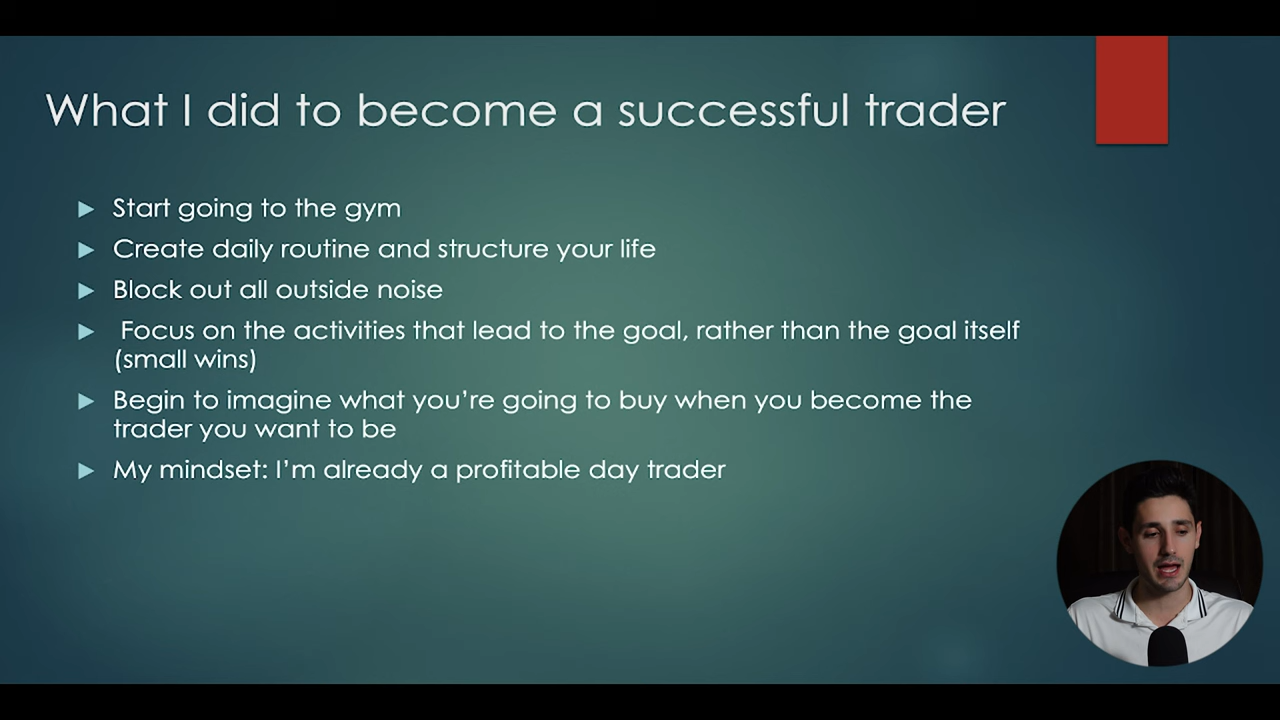 What I did to become a successful trader
Start going to the gym
Create daily routine and structure your life
Block out all outside noise
Focus on the activities that lead to the goal, rather than the goal itself
(small wins)
Begin to imagine what you're going to buy when you become the
trader you want to be
My mindset: I'm already a profitable day trader